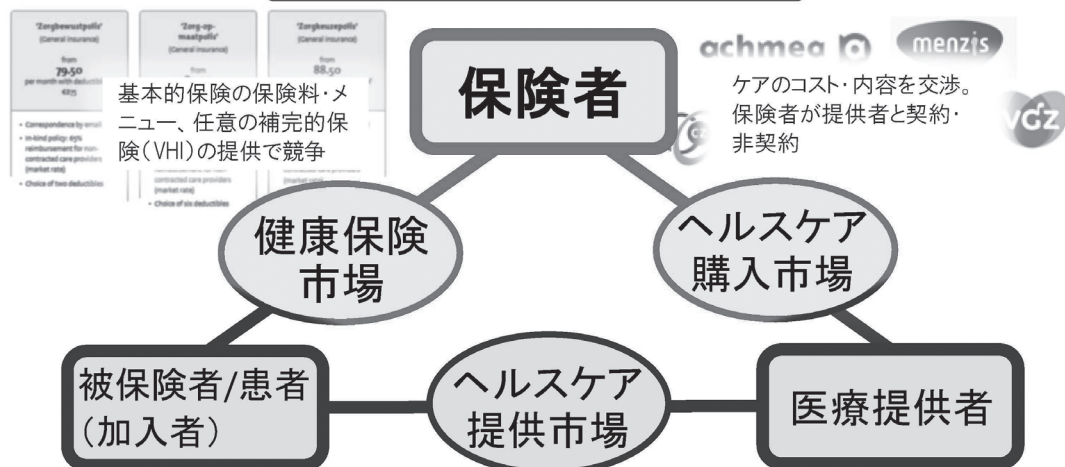 'Zorgbewustpolis'
(General insurance)
from
79.50
per month with deductible
€275
• Correspondence by email
• In-kind policy: 65%
reimbursement for non-
contracted care providers
(market rate)
• Choice of two deductibles
'Zorg-op-
maatpolis'
(General insurance)
from
contracted care providers
(market rate)
• Choice of six deductibles
'Zorgkeuzepolis'
(General insurance)
from
88.50
基本的保険の保険料・メ
ニュー、任意の補完的保
険(VHI)の提供で競争
保険者
achmea
menzis
vgz
ケアのコスト・内容を交渉。
保険者が提供者と契約・
非契約
健康保険
市場
ヘルスケア
購入市場
被保険者/患者
(加入者)
ヘルスケア
提供市場
医療提供者